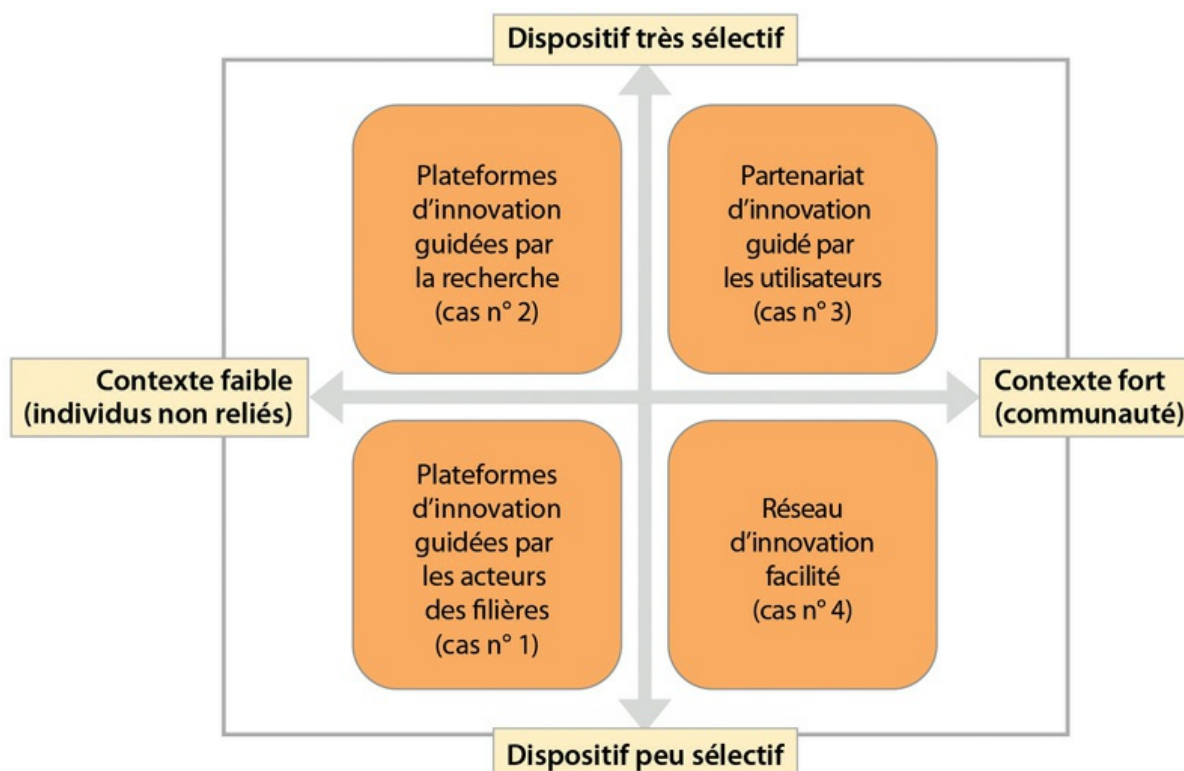 Dispositif très sélectif
Plateformes
d’innovation
guidées par
la recherche
(cas n° 2)
Partenariat
d’innovation
guidé par
les utilisateurs
(cas n° 3)
Contexte faible
(individus non reliés)
Contexte fort
(communauté)
Plateformes
d’innovation
guidées par
les acteurs
des filières
(cas n° 1)
Réseau
d’innovation
facilité
(cas n° 4)
Dispositif peu sélectif